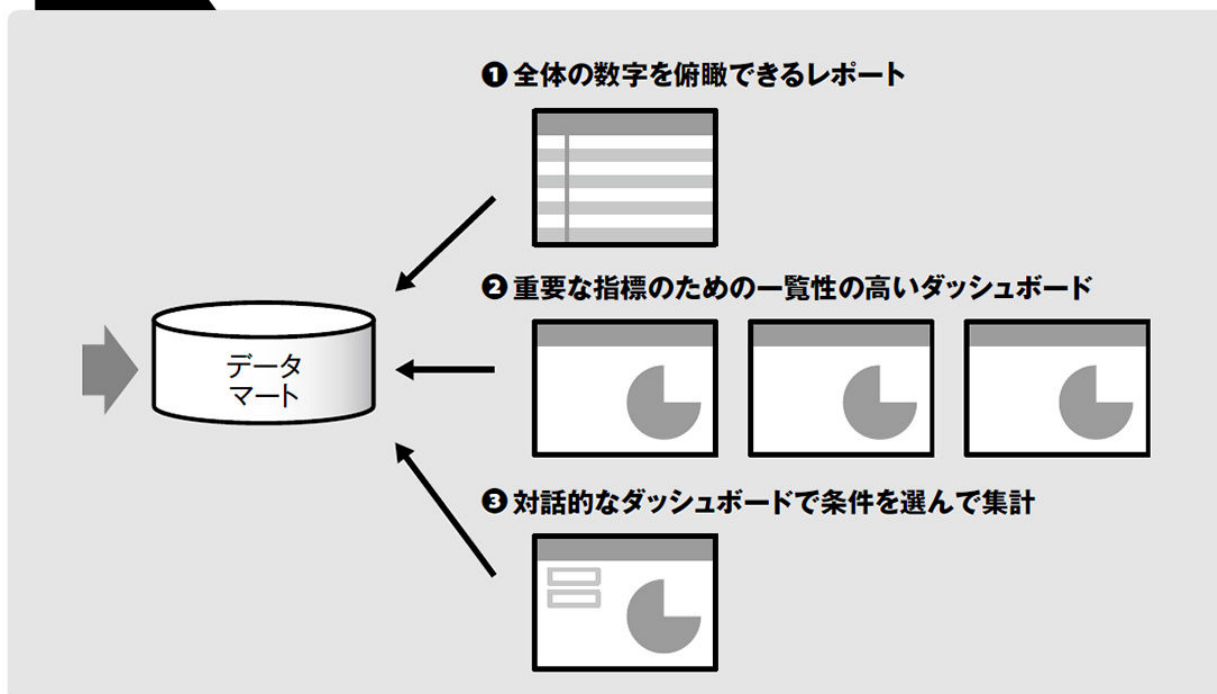 ❶全体の数字を俯瞰できるレポート
❷重要な指標のための一覧性の高いダッシュボード
データ
マート
❸対話的なダッシュボードで条件を選んで集計